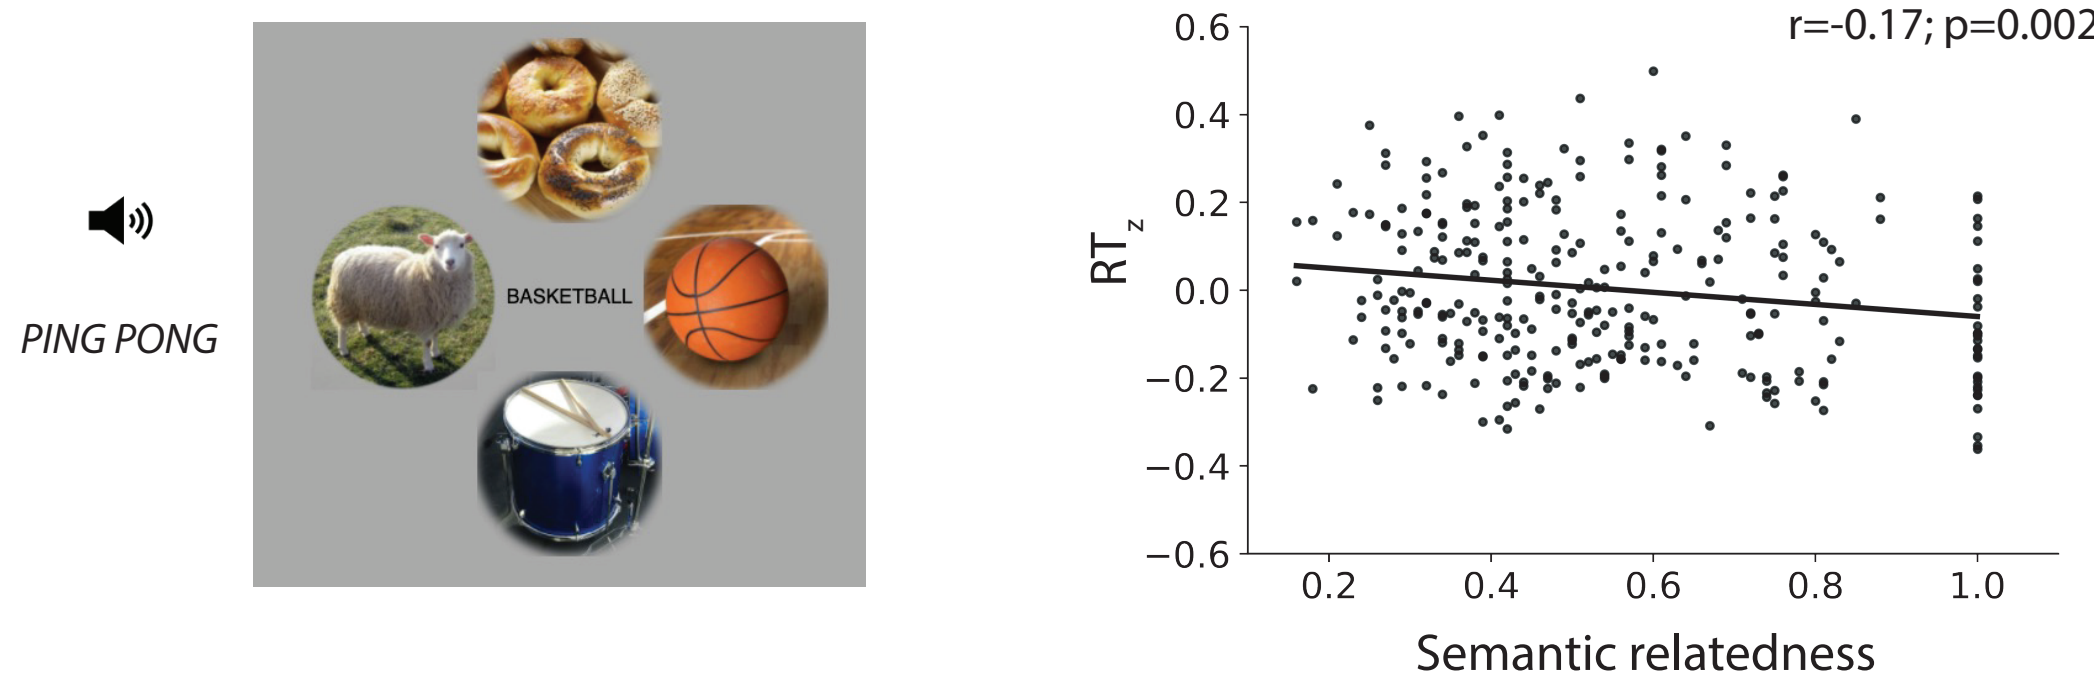 PING PONG
BASKETBALL
r=-0.17; p=0.002
RTz
0.6
0.4
0.2
0.0
−0.2
−0.4
−0.6
0.2 0.4 0.6 0.8 1.0
Semantic relatedness